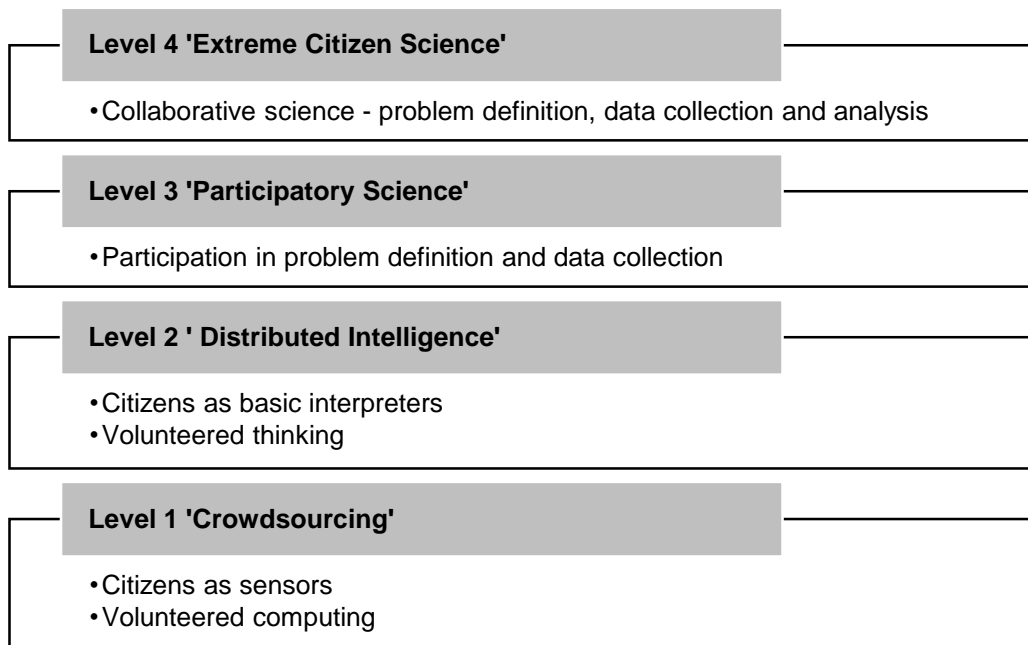 Level 4 'Extreme Citizen Science'
•Collaborative science - problem definition, data collection and analysis
Level 3 'Participatory Science'
•Participation in problem definition and data collection
Level 2 ' Distributed Intelligence'
•Citizens as basic interpreters
•Volunteered thinking
Level 1 'Crowdsourcing'
•Citizens as sensors
•Volunteered computing